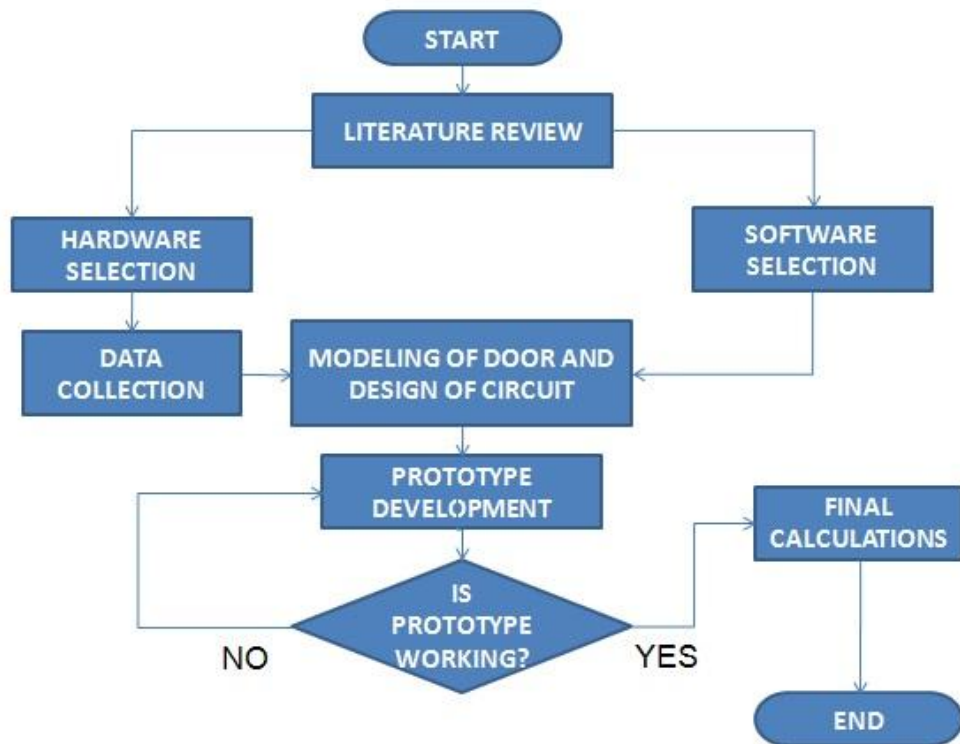 START
LITERATURE REVIEW
HARDWARE
SELECTION
SOFTWARE
SELECTION
DATA
COLLECTION
MODELING OF DOOR AND
DESIGN OF CIRCUIT
PROTOTYPE
DEVELOPMENT
FINAL
CALCULATIONS
IS
PROTOTYPE
WORKING?
NO
YES
END